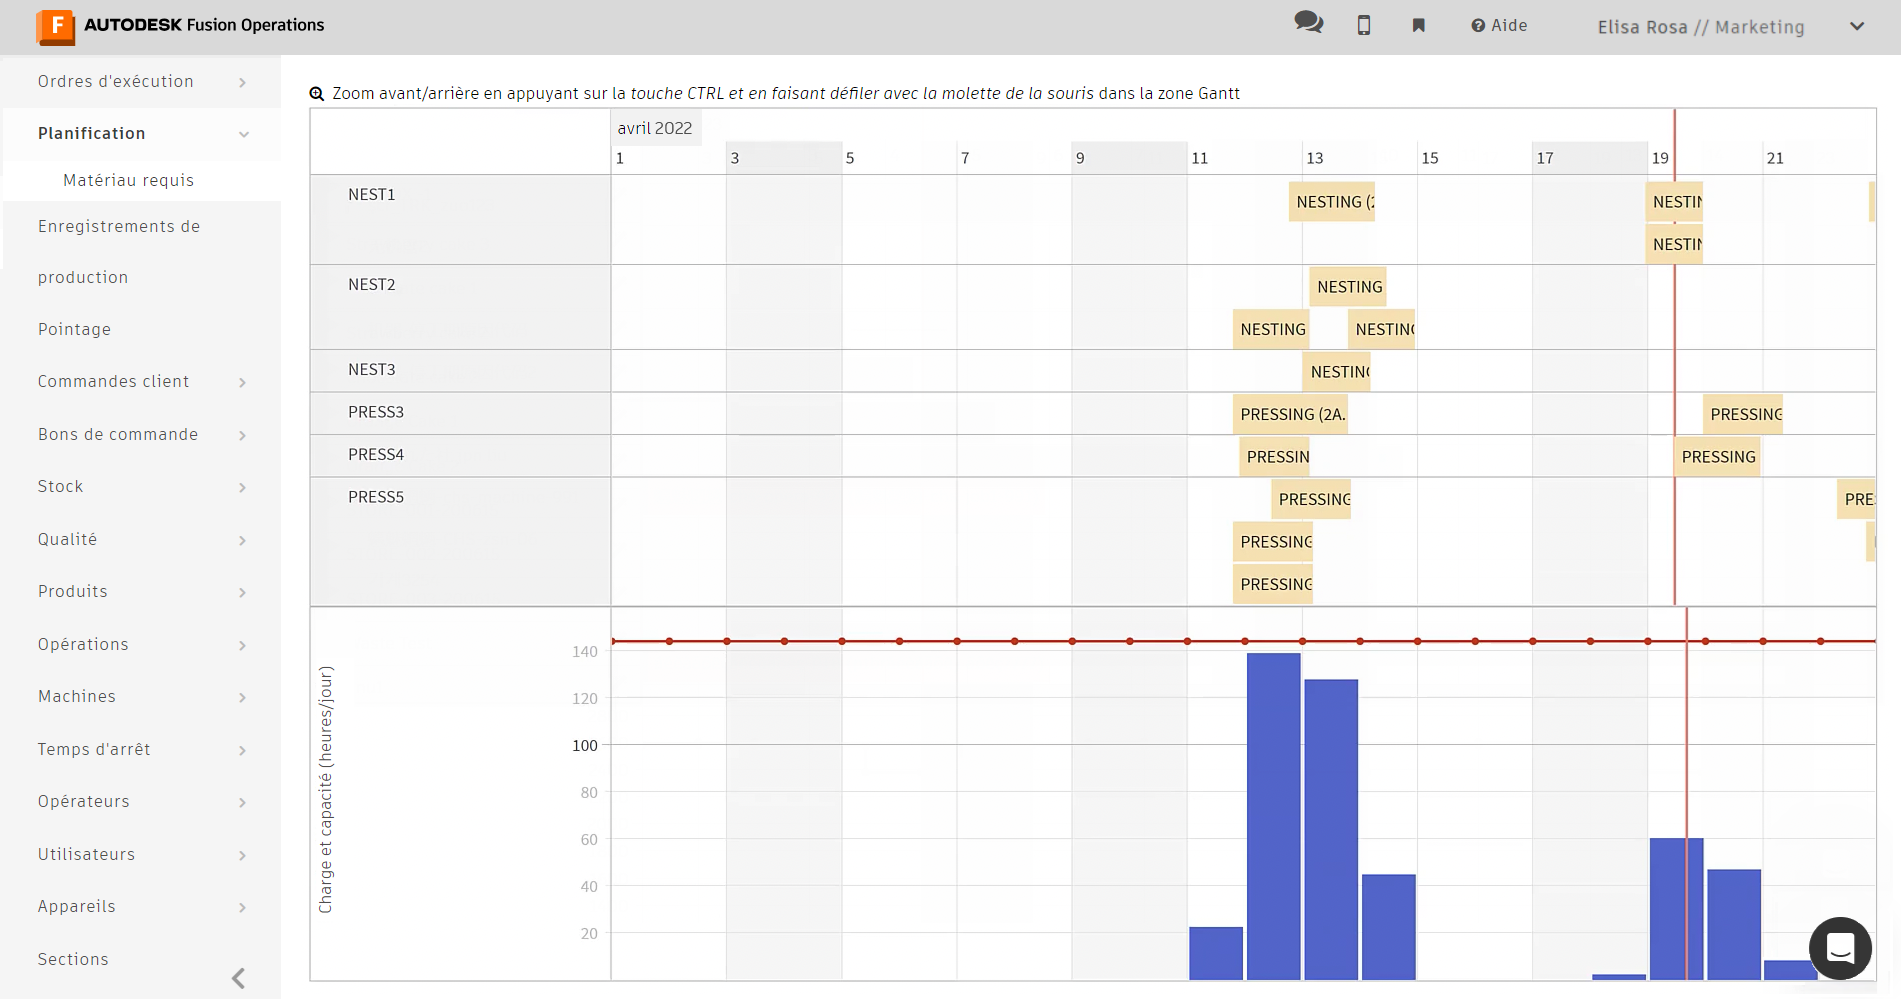 F AUTODESK Fusion Operations
Aide
Elisa Rosa // Marketing
Ordres d'exécution
Planification
Matériau requis
Enregistrements de
production
Pointage
Commandes client
Bons de commande
Stock
Qualité
Produits
Opérations
Machines
Temps d'arrêt
Opérateurs
Utilisateurs
Appareils
Sections
Zoom avant/arrière en appuyant sur la touche CTRL et en faisant défiler avec la molette de la souris dans la zone Gantt
avril 2022
1 3 5 7 9 11 13 15 17 19 21
NEST1
NESTING (2
NESTIN
NESTIN
NEST2
NESTING
NESTING
NESTING
NEST3
NESTING
PRESS3
PRESSING (2A.
PRESSING
PRESS4
PRESSIN
PRESSING
PRESS5
PRESSING
PRE
PRESSING
PRESSING
Charge et capacité (heures/jour)
140
120
100
80
60
40
20